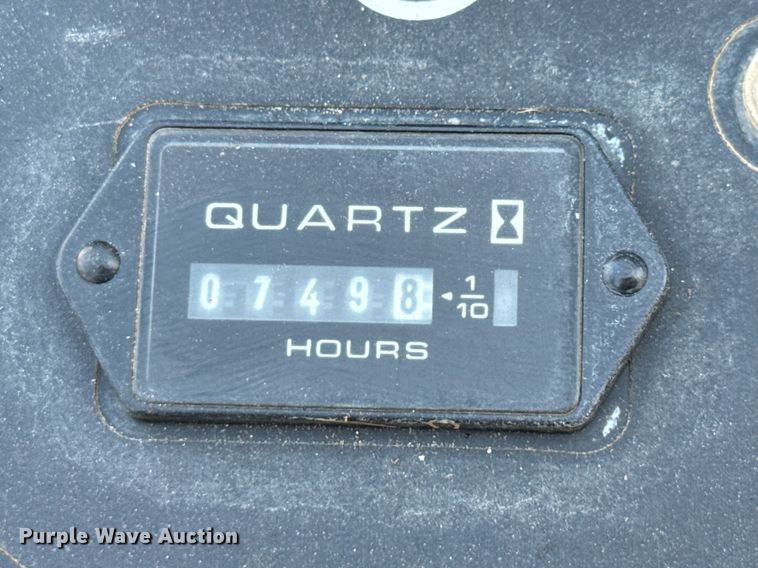 QUARTZ
07498 1/10
HOURS
Purple Wave Auction